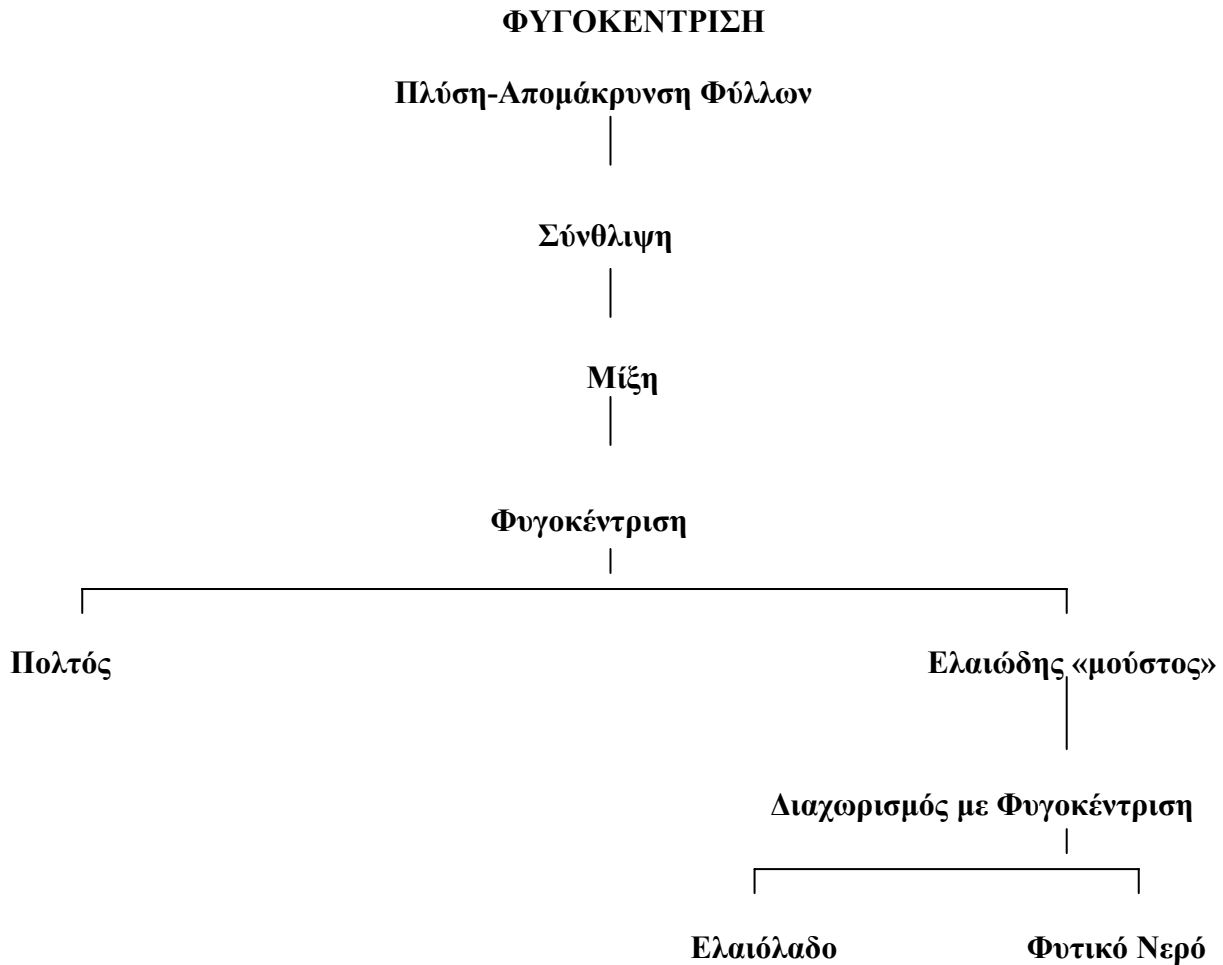 ΦΥΓΟΚΕΝΤΡΙΣΗ
Πλύση-Απομάκρυνση Φύλλων
Σύνθλιψη
Μίξη
Φυγοκέντριση
Πολτός
Ελαιώδης «μούστος»
Διαχωρισμός με Φυγοκέντριση
Ελαιόλαδο
Φυτικό Νερό